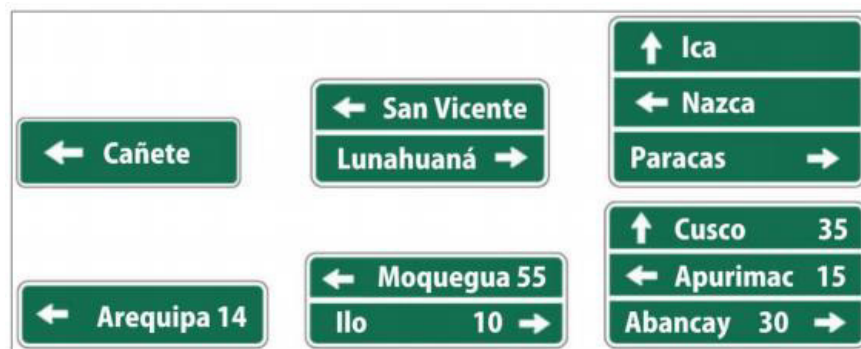 ← Cañete
← San Vicente
Lunahuaná →
↑ Ica
← Nazca
Paracas →
← Arequipa 14
← Moquegua 55
Ilo 10 →
↑ Cusco 35
← Apurimac 15
Abancay 30 →